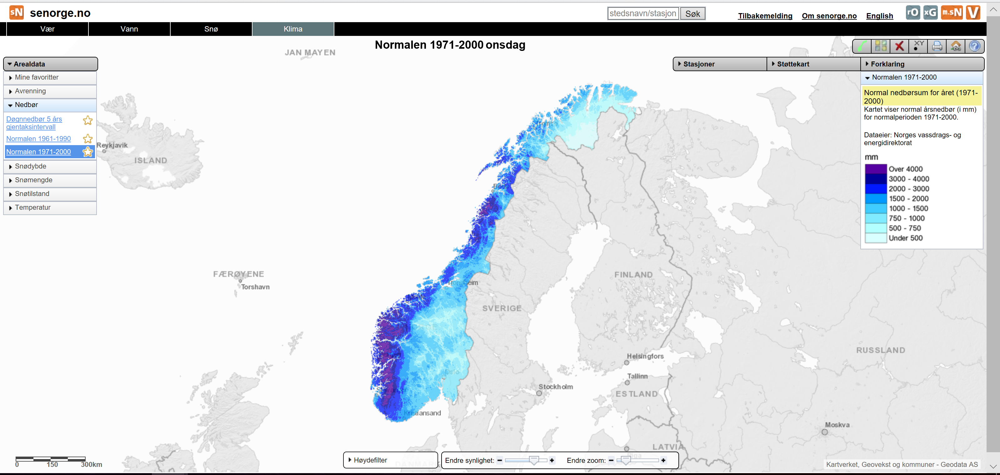 sN senorge.no
stedsnavn/stasjon Søk
Tilbakemelding Om senorge.no English
rO xG m.sN V
Vær Vann Snø Klima
Normalen 1971-2000 onsdag
XY
Arealdata
Mine favoritter
Avrenning
Nedbør
Døgnnedbør 5 års
gjentaksintervall
Normalen 1961-1990
Normalen 1971-2000
Snødybde
Snømengde
Snøtilstand
Temperatur
Stasjoner Støttekart Forklaring
Normalen 1971-2000
Normal nedbørsum for året (1971-
2000)
Kartet viser normal årsnedbør (i mm)
for normalperioden 1971-2000.
Dataeier: Norges vassdrags- og
energidirektorat
mm
Over 4000
3000 - 4000
2000 - 3000
1500 - 2000
1000 - 1500
750 - 1000
500 - 750
Under 500
JAN MAYEN
Reykjavik
ISLAND
FÆRØYENE
Torshavn
Trondheim
Bergen
Oslo
Stavanger
Kristiansand
SVERIGE
FINLAND
Helsingfors
Tallinn
Stockholm
ESTLAND
RUSSLAND
Moskva
LATVIA
Riga
DANMARK
0 150 300km
Høydefilter
Endre synlighet: - +
Endre zoom: - +
Kartverket, Geovekst og kommuner - Geodata AS